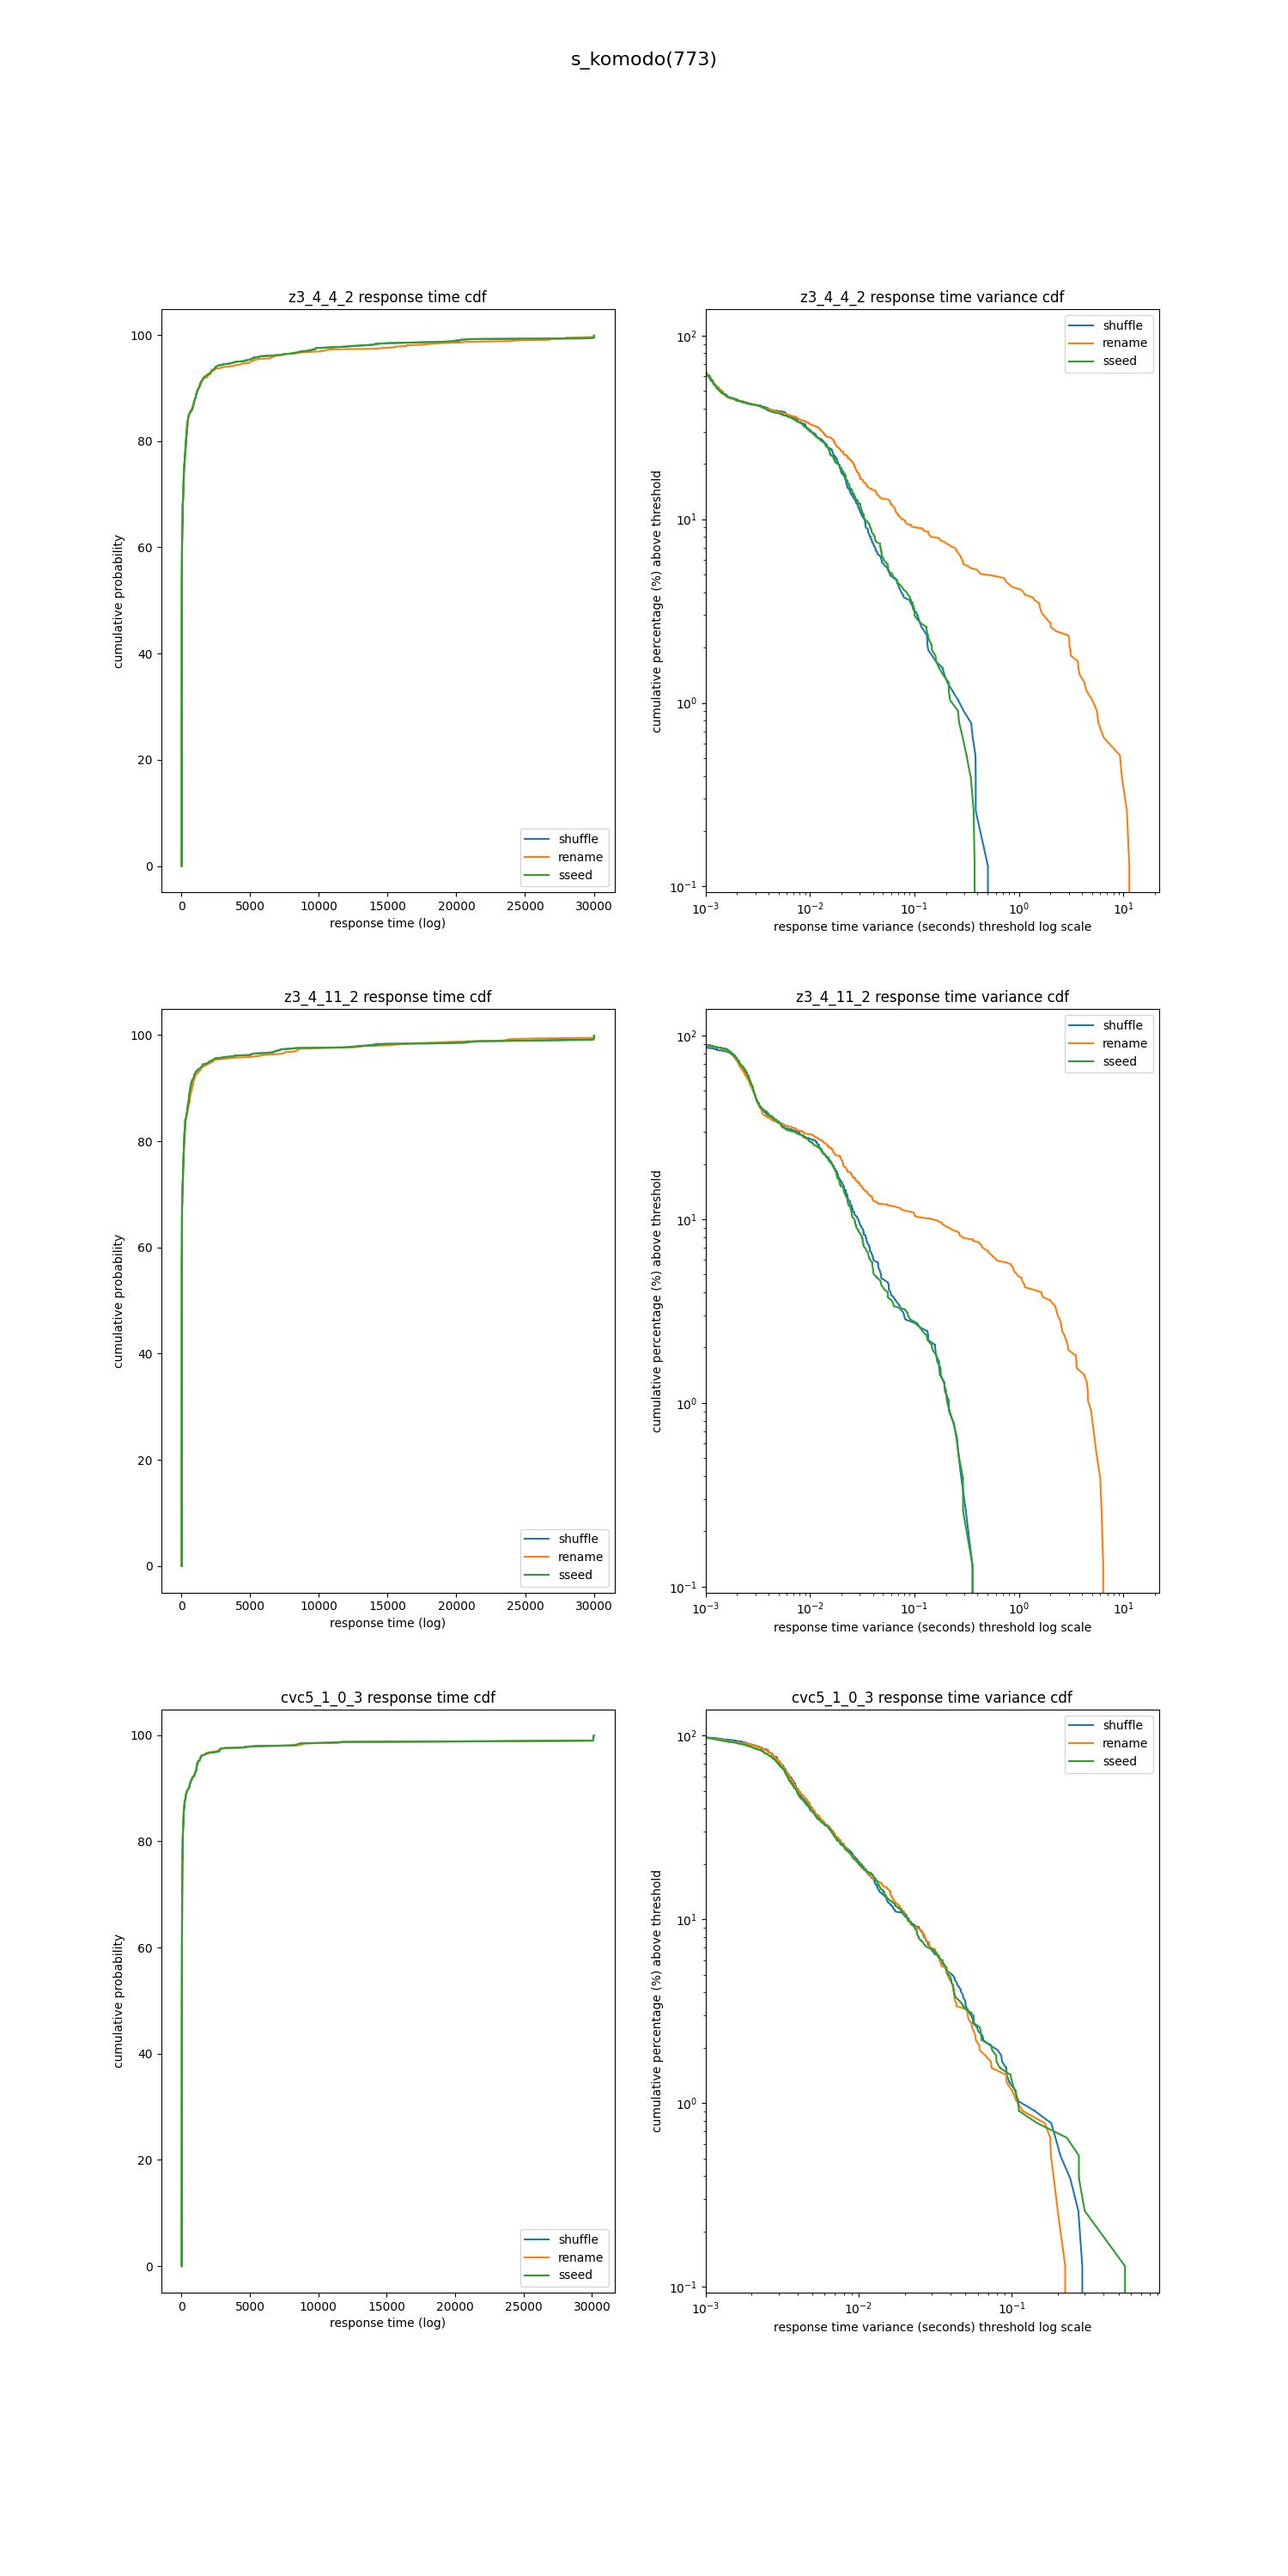 s_komodo(773)
z3_4_4_2 response time cdf
100
80
60
40
20
0
cumulative probability
shuffle
rename
sseed
0 5000 10000 15000 20000 25000 30000
response time (log)
z3_4_4_2 response time variance cdf
shuffle
rename
sseed
10²
10¹
10⁰
10⁻¹
cumulative percentage (%) above threshold
10⁻³ 10⁻² 10⁻¹ 10⁰ 10¹
response time variance (seconds) threshold log scale
z3_4_11_2 response time cdf
100
80
60
40
20
0
cumulative probability
shuffle
rename
sseed
0 5000 10000 15000 20000 25000 30000
response time (log)
z3_4_11_2 response time variance cdf
shuffle
rename
sseed
10²
10¹
10⁰
10⁻¹
cumulative percentage (%) above threshold
10⁻³ 10⁻² 10⁻¹ 10⁰ 10¹
response time variance (seconds) threshold log scale
cvc5_1_0_3 response time cdf
100
80
60
40
20
0
cumulative probability
shuffle
rename
sseed
0 5000 10000 15000 20000 25000 30000
response time (log)
cvc5_1_0_3 response time variance cdf
shuffle
rename
sseed
10²
10¹
10⁰
10⁻¹
cumulative percentage (%) above threshold
10⁻³ 10⁻² 10⁻¹
response time variance (seconds) threshold log scale